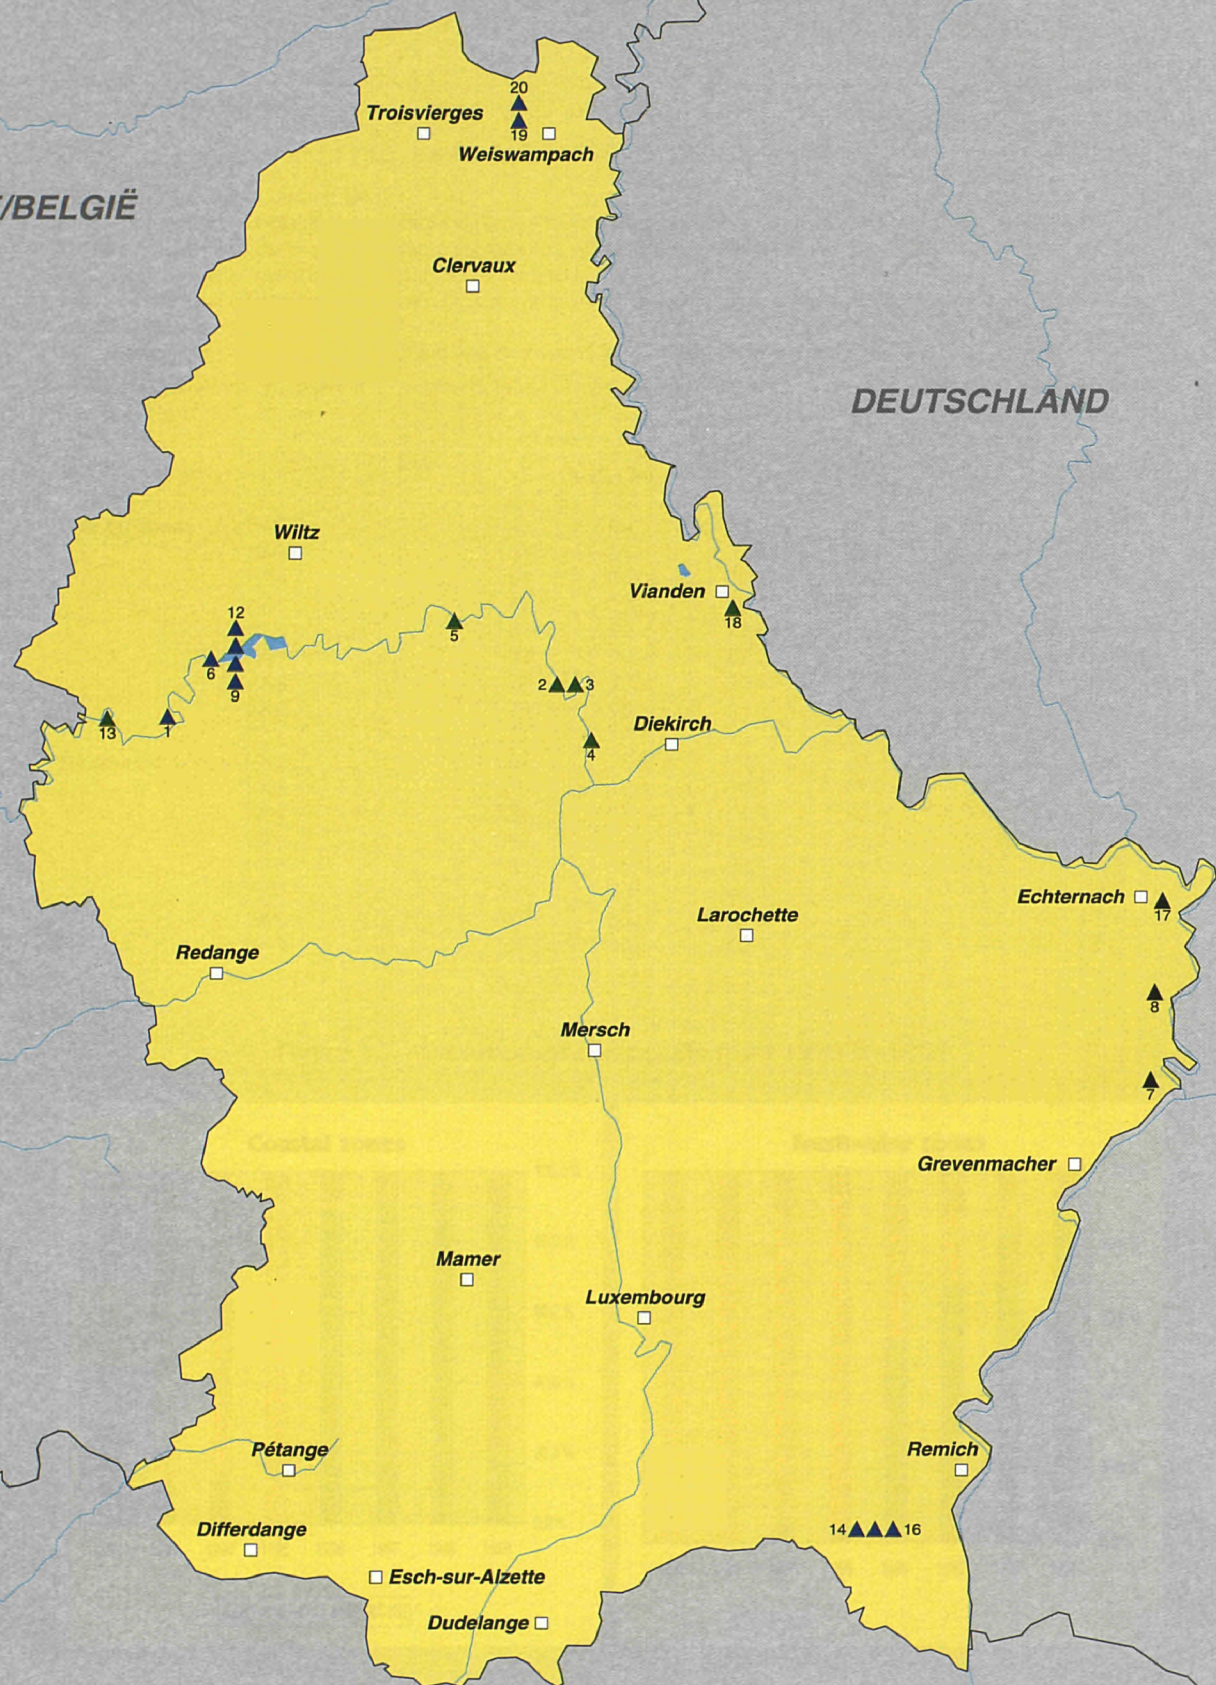 20
Troisvierges
19
Weiswampach
/BELGIË
Clervaux
DEUTSCHLAND
Wiltz
Vianden
12
18
5
6
2 3
9
Diekirch
13
1
4
Echternach
17
Larochette
Redange
8
Mersch
7
Coastal zones
Grevenmacher
Mamer
Luxembourg
Pétange
Remich
Differdange
14 16
Esch-sur-Alzette
Dudelange